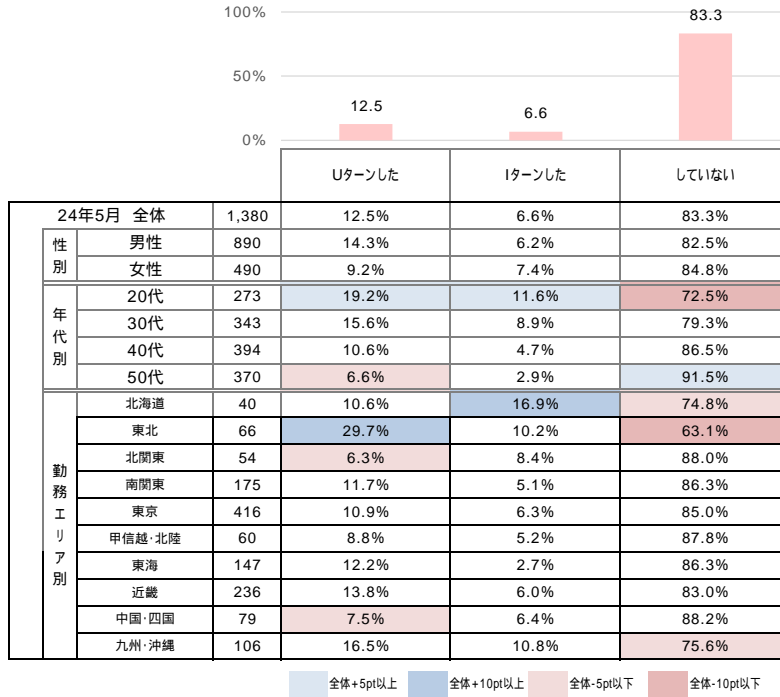 100%
83.3
50%
12.5
6.6
0%
Uターンした Iターンした していない
24年5月 全体 1,380 12.5% 6.6% 83.3%
性別
男性 890 14.3% 6.2% 82.5%
女性 490 9.2% 7.4% 84.8%
年代別
20代 273 19.2% 11.6% 72.5%
30代 343 15.6% 8.9% 79.3%
40代 394 10.6% 4.7% 86.5%
50代 370 6.6% 2.9% 91.5%
勤務エリア別
北海道 40 10.6% 16.9% 74.8%
東北 66 29.7% 10.2% 63.1%
北関東 54 6.3% 8.4% 88.0%
南関東 175 11.7% 5.1% 86.3%
東京 416 10.9% 6.3% 85.0%
甲信越・北陸 60 8.8% 5.2% 87.8%
東海 147 12.2% 2.7% 86.3%
近畿 236 13.8% 6.0% 83.0%
中国・四国 79 7.5% 6.4% 88.2%
九州・沖縄 106 16.5% 10.8% 75.6%
全体+5pt以上 全体+10pt以上 全体-5pt以下 全体-10pt以下